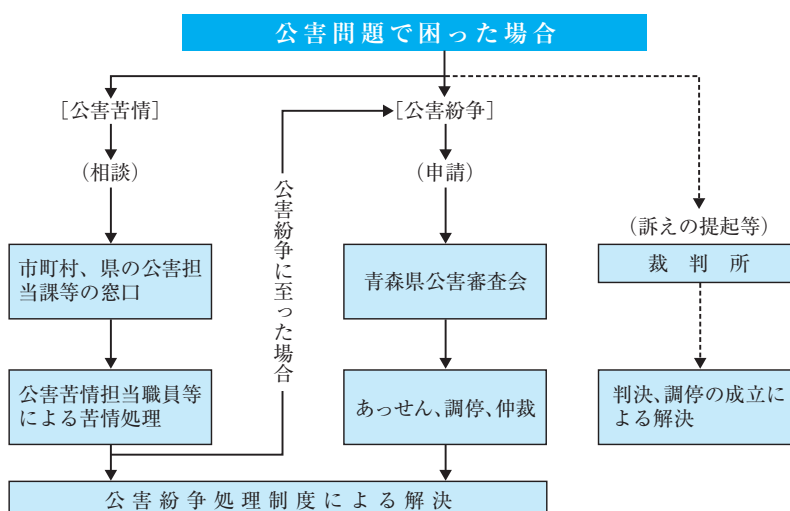 公害問題で困った場合
[公害苦情]
(相談)
市町村、県の公害担
当課等の窓口
公害苦情担当職員等
による苦情処理
公害紛争に至った場合
[公害紛争]
(申請)
青森県公害審査会
あっせん、調停、仲裁
(訴えの提起等)
裁判所
判決、調停の成立に
よる解決
公害紛争処理制度による解決